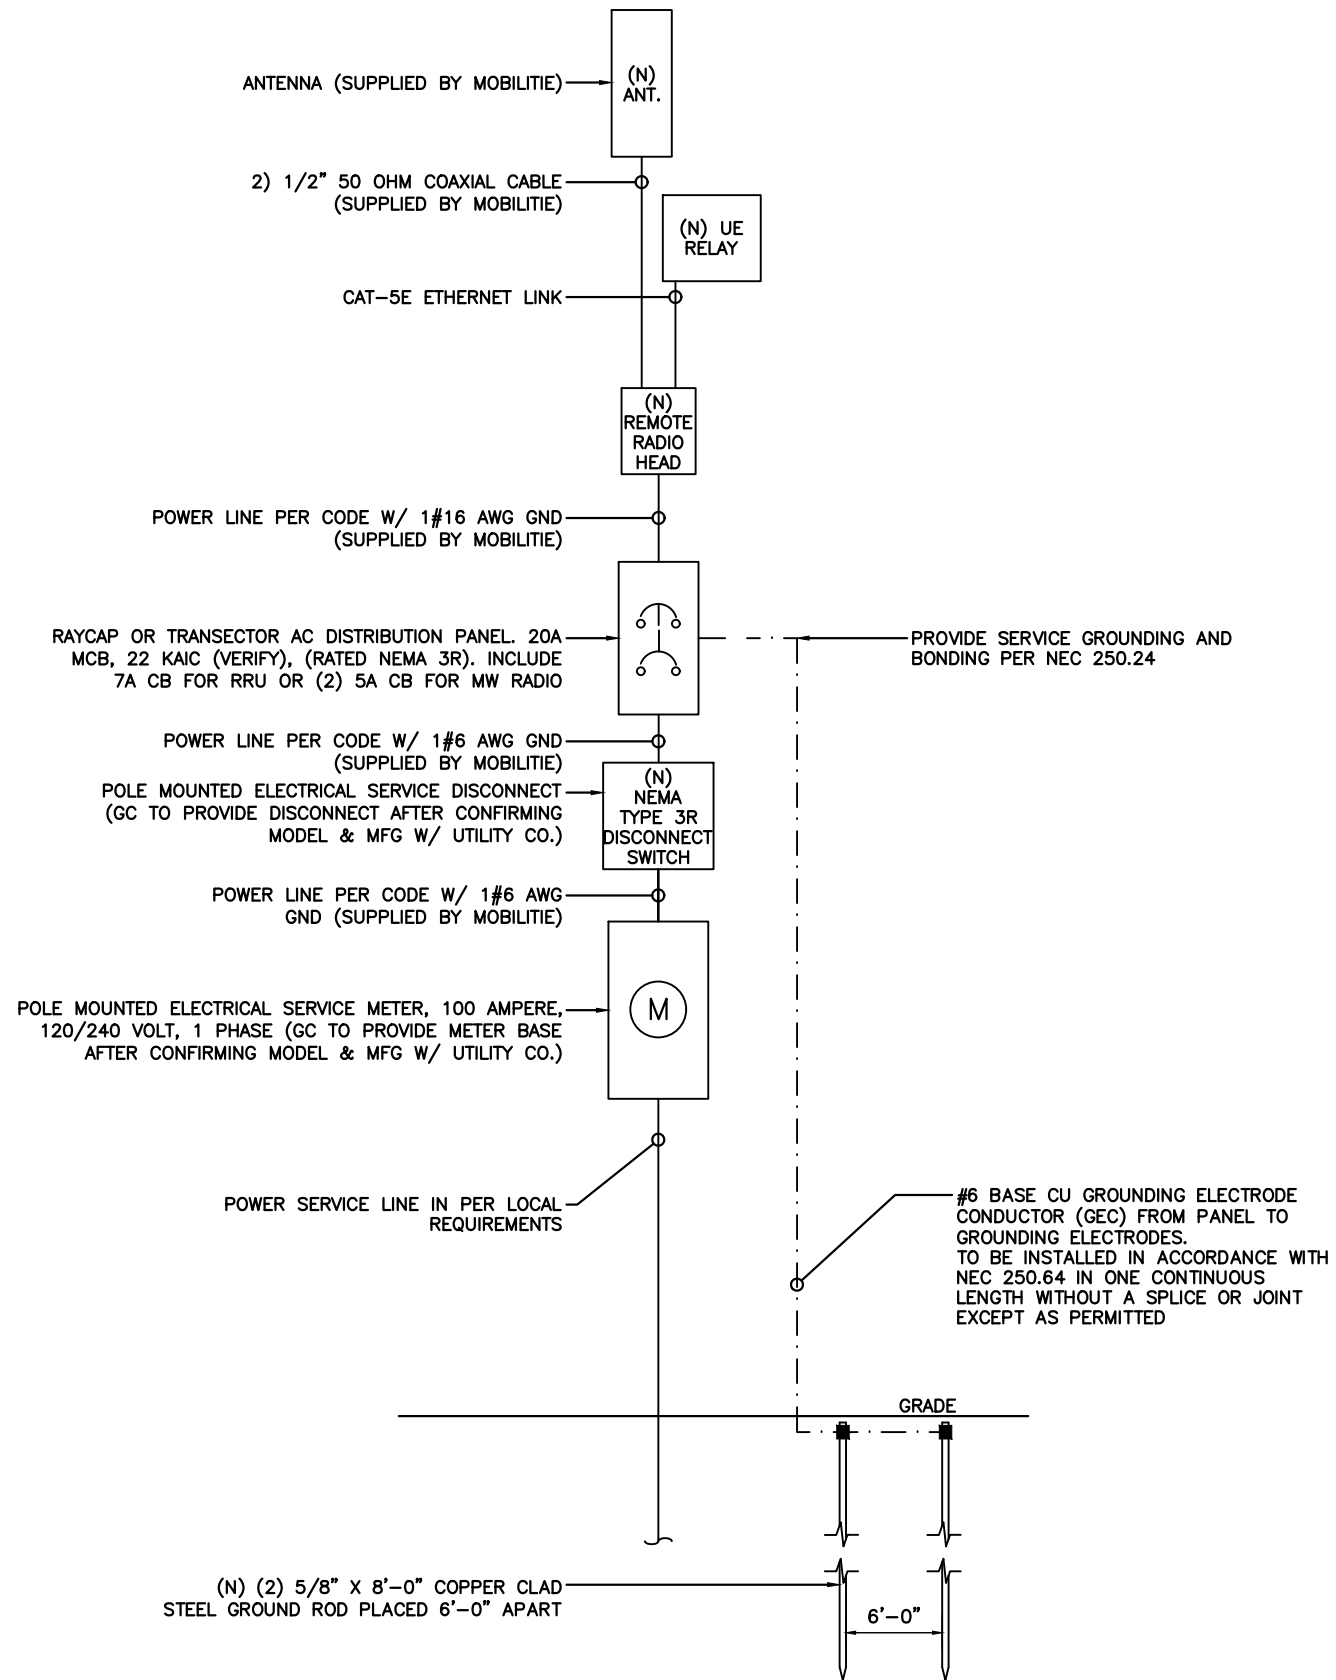 (N)
ANT.
ANTENNA (SUPPLIED BY MOBILITIE)
2) 1/2" 50 OHM COAXIAL CABLE
(SUPPLIED BY MOBILITIE)
(N) UE
RELAY
CAT-5E ETHERNET LINK
(N)
REMOTE
RADIO
HEAD
POWER LINE PER CODE W/ 1#16 AWG GND
(SUPPLIED BY MOBILITIE)
RAYCAP OR TRANSECTOR AC DISTRIBUTION PANEL. 20A
MCB, 22 KAIC (VERIFY), (RATED NEMA 3R). INCLUDE
7A CB FOR RRU OR (2) 5A CB FOR MW RADIO
PROVIDE SERVICE GROUNDING AND
BONDING PER NEC 250.24
POWER LINE PER CODE W/ 1#6 AWG GND
(SUPPLIED BY MOBILITIE)
POLE MOUNTED ELECTRICAL SERVICE DISCONNECT
(GC TO PROVIDE DISCONNECT AFTER CONFIRMING
MODEL & MFG W/ UTILITY CO.)
(N)
NEMA
TYPE 3R
DISCONNECT
SWITCH
POWER LINE PER CODE W/ 1#6 AWG
GND (SUPPLIED BY MOBILITIE)
POLE MOUNTED ELECTRICAL SERVICE METER, 100 AMPERE,
120/240 VOLT, 1 PHASE (GC TO PROVIDE METER BASE
AFTER CONFIRMING MODEL & MFG W/ UTILITY CO.)
M
POWER SERVICE LINE IN PER LOCAL
REQUIREMENTS
#6 BASE CU GROUNDING ELECTRODE
CONDUCTOR (GEC) FROM PANEL TO
GROUNDING ELECTRODES.
TO BE INSTALLED IN ACCORDANCE WITH
NEC 250.64 IN ONE CONTINUOUS
LENGTH WITHOUT A SPLICE OR JOINT
EXCEPT AS PERMITTED
GRADE
(N) (2) 5/8" X 8'-0" COPPER CLAD
STEEL GROUND ROD PLACED 6'-0" APART
6'-0"